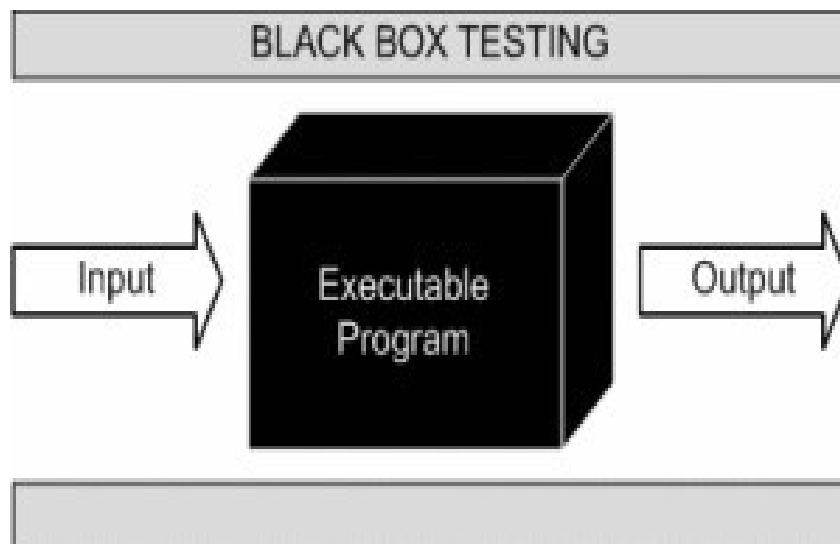 BLACK BOX TESTING
Input
Executable
Program
Output